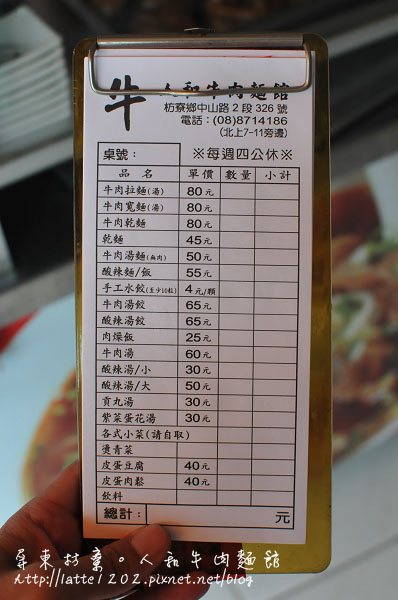 牛 人和牛肉麵館
枋寮鄉中山路2段326號
電話：(08)8714186
(北上7-11旁邊)
桌號： ※每週四公休※
品名 單價 數量 小計
牛肉拉麵(湯) 80元
牛肉寬麵(湯) 80元
牛肉乾麵 80元
乾麵 45元
牛肉湯麵(無肉) 50元
酸辣麵/飯 55元
手工水餃(至少10粒) 4元/顆
牛肉湯餃 65元
酸辣湯餃 65元
肉燥飯 25元
牛肉湯 60元
酸辣湯/小 30元
酸辣湯/大 50元
貢丸湯 30元
紫菜蛋花湯 30元
各式小菜(請自取)
燙青菜
皮蛋豆腐 40元
皮蛋肉鬆 40元
飲料
總計： 元
屏東枋寮。人和牛肉麵館
http://latte1202.pixnet.net/blog